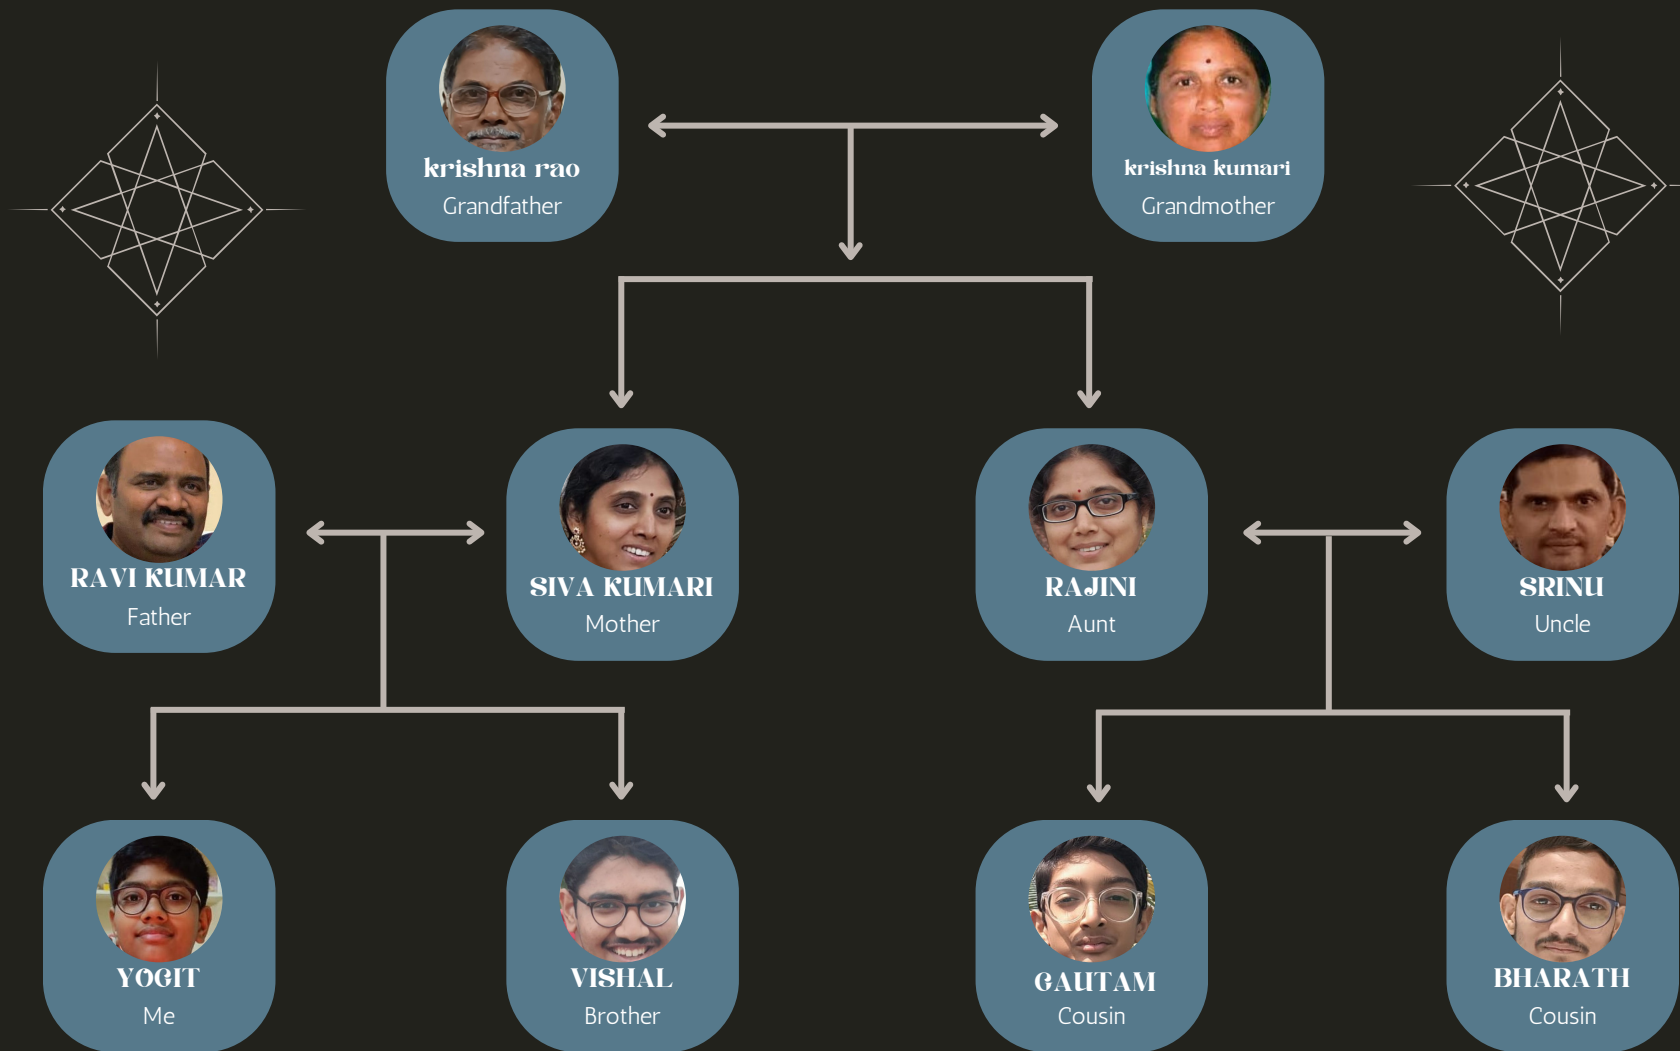 krishna rao
Grandfather
krishna kumari
Grandmother
RAVI KUMAR
Father
SIVA KUMARI
Mother
RAJINI
Aunt
SRINU
Uncle
YOGIT
Me
VISHAL
Brother
GAUTAM
Cousin
BHARATH
Cousin